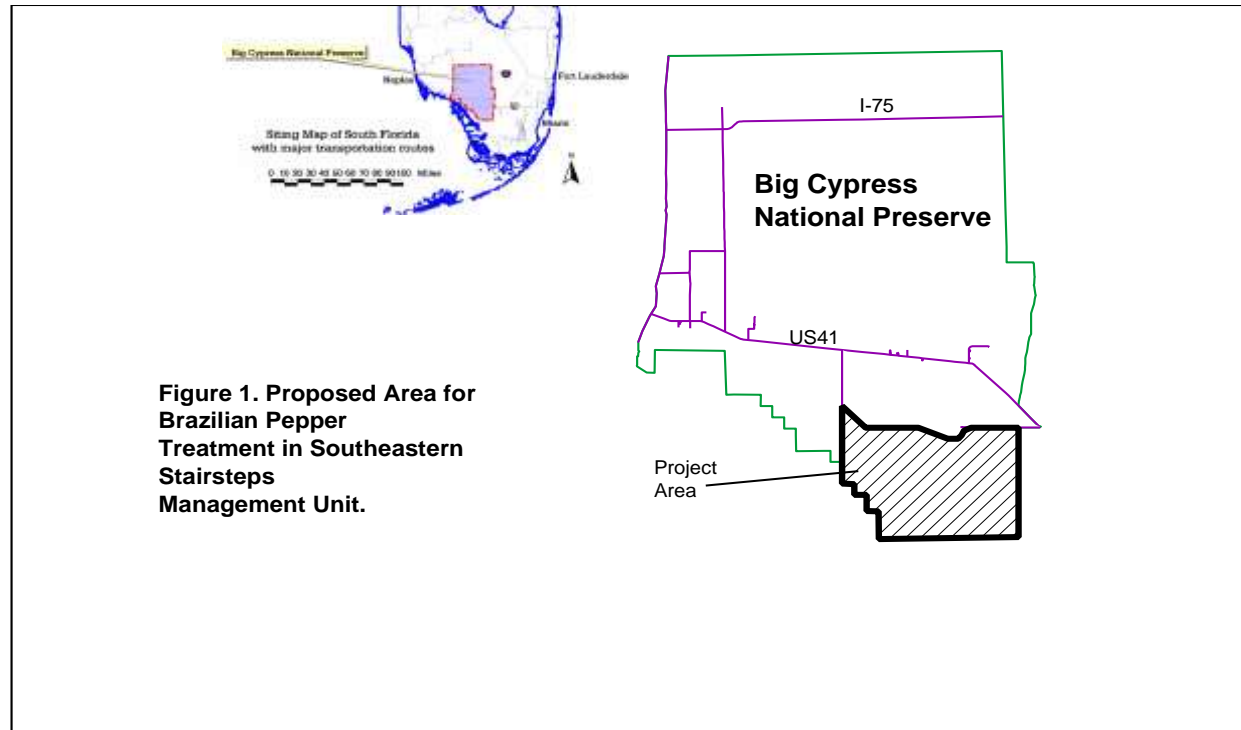 Big Cypress National Preserve
Naples
Fort Lauderdale
Miami
Siting Map of South Florida
with major transportation routes
0 10 20 30 40 50 60 70 80 90 100 Miles
N
I-75
Big Cypress
National Preserve
US41
Figure 1. Proposed Area for
Brazilian Pepper
Treatment in Southeastern
Stairsteps
Management Unit.
Project
Area